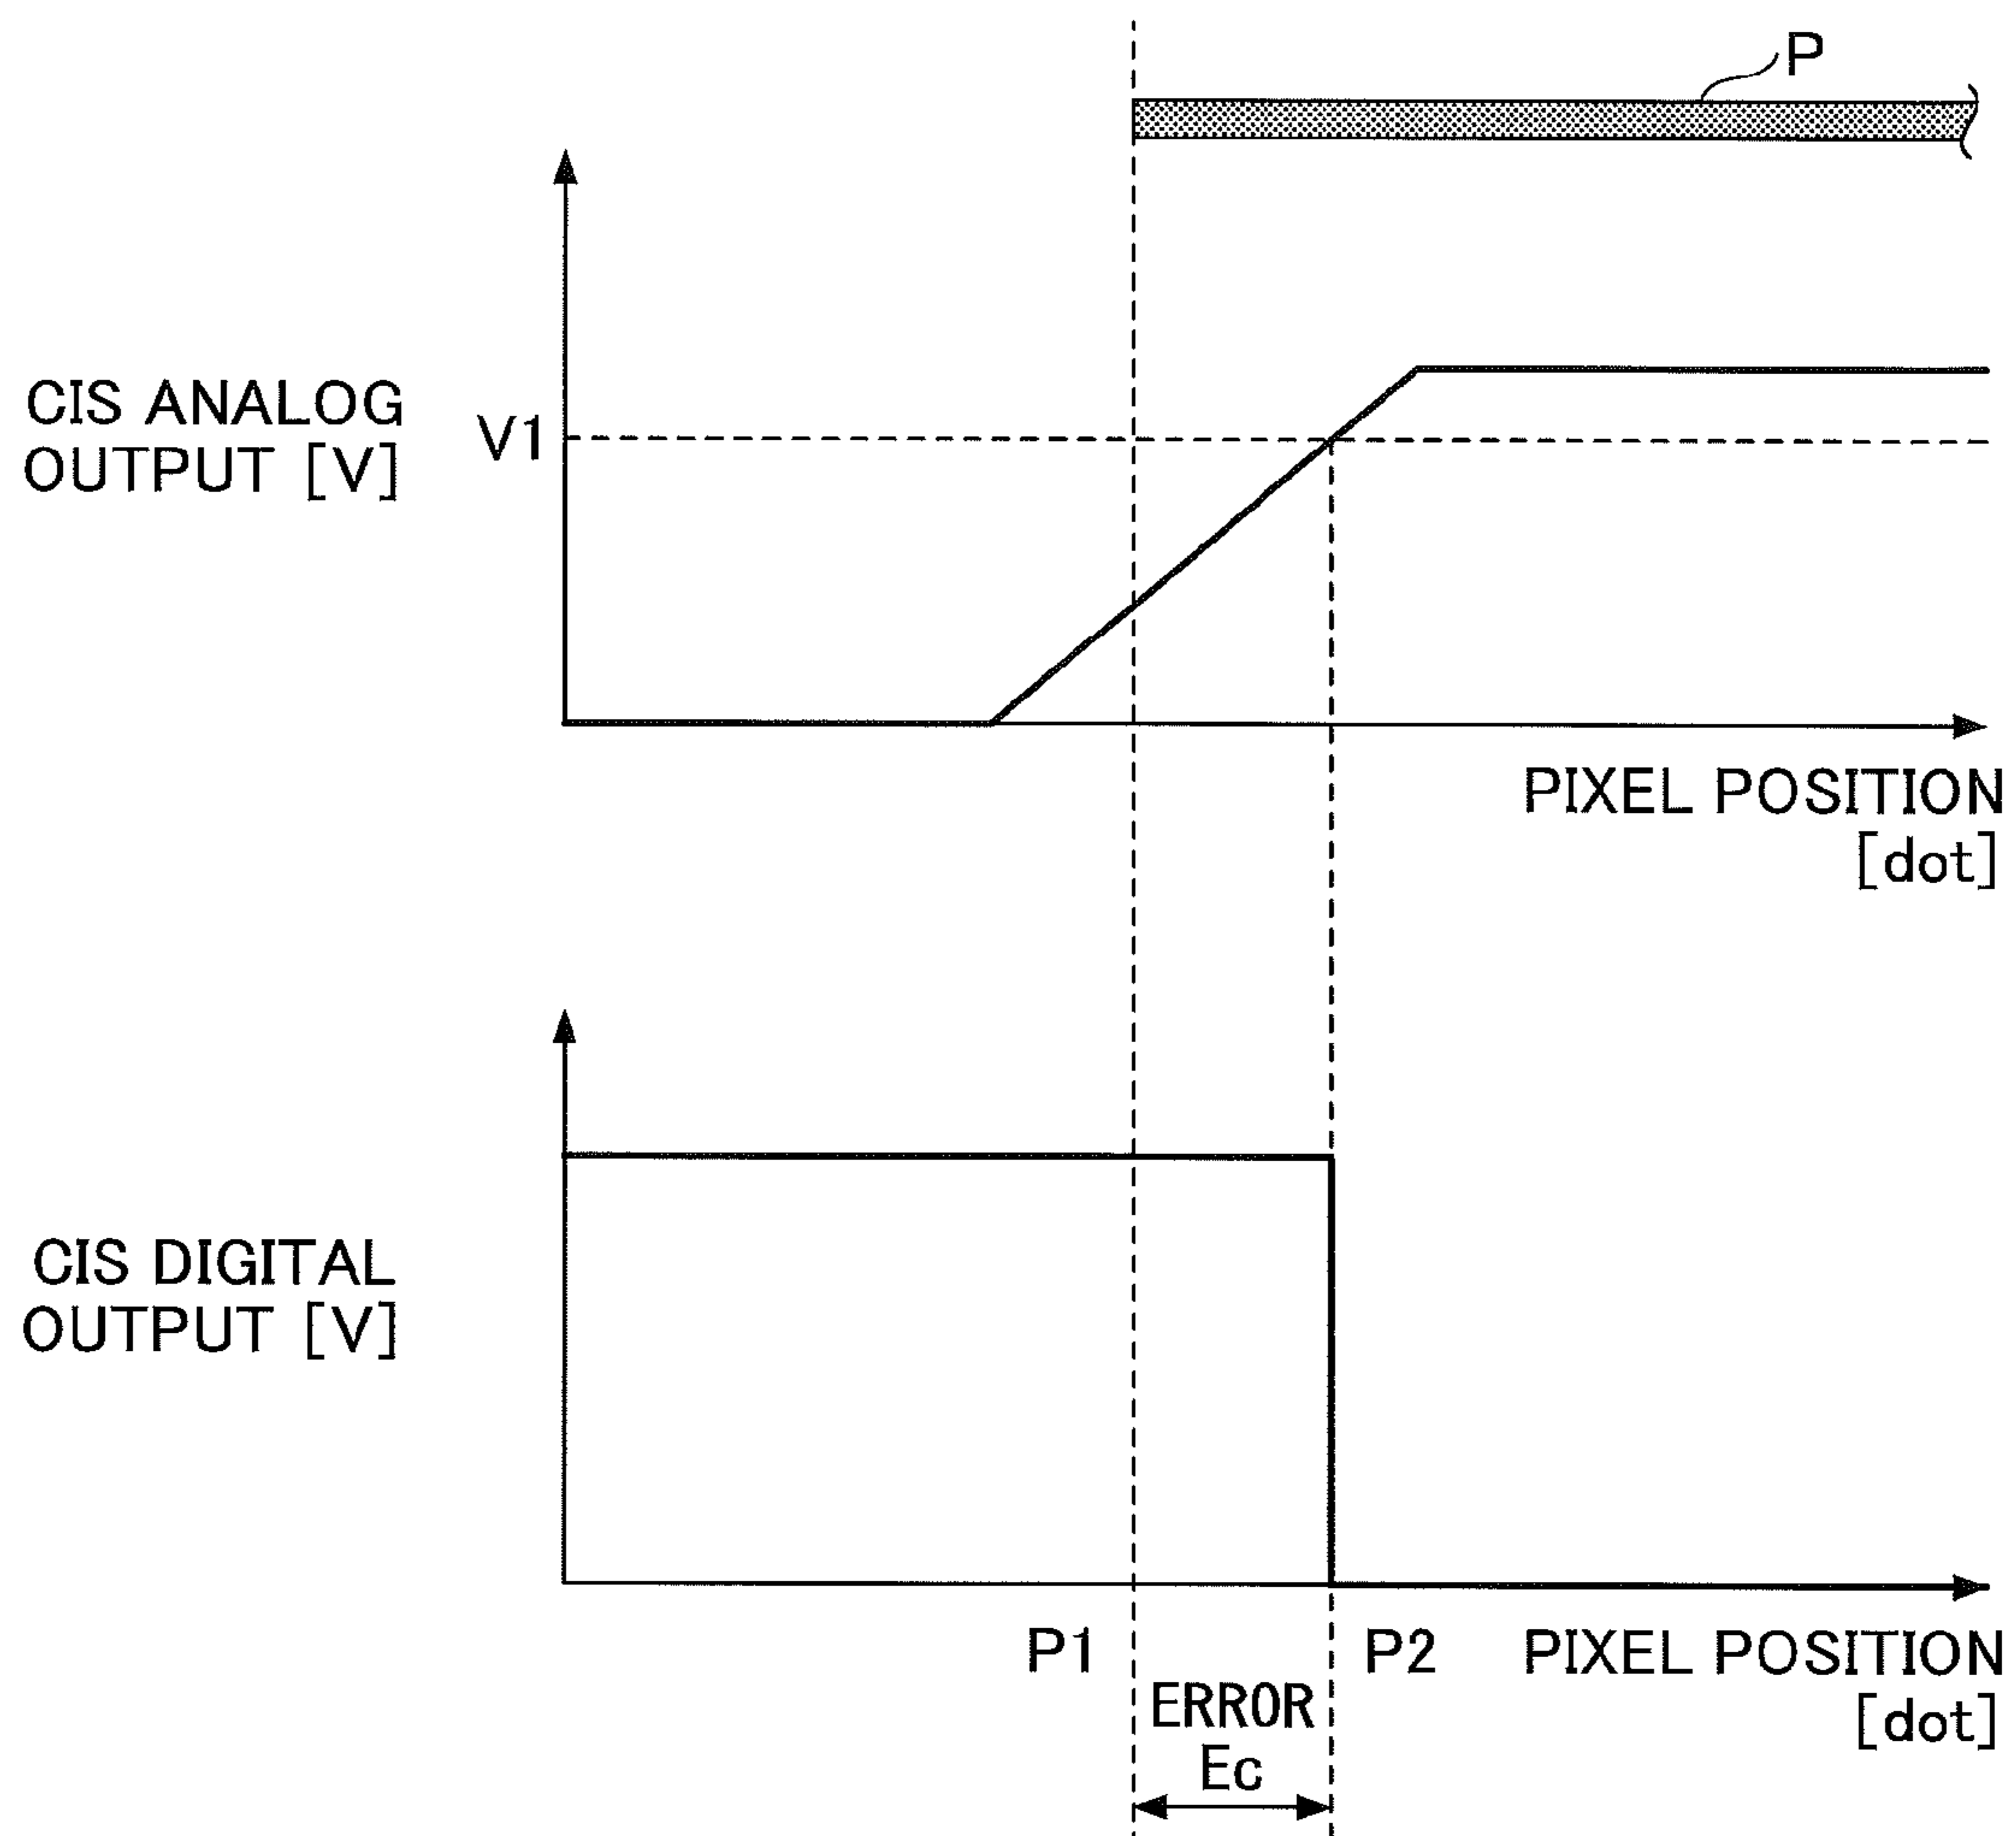 P
CIS ANALOG
OUTPUT [V]
V1
PIXEL POSITION
[dot]
CIS DIGITAL
OUTPUT [V]
P1
P2
PIXEL POSITION
[dot]
ERROR
Ec